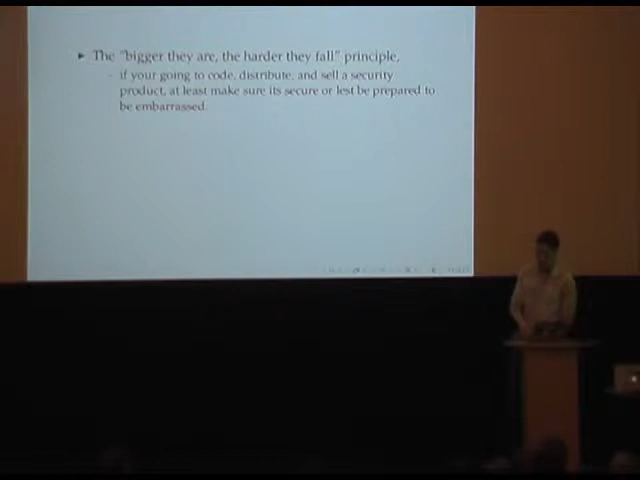 ► The "bigger they are, the harder they fall" principle,
- if your going to code, distribute, and sell a security
product, at least make sure its secure or lest be prepared to
be embarrassed.